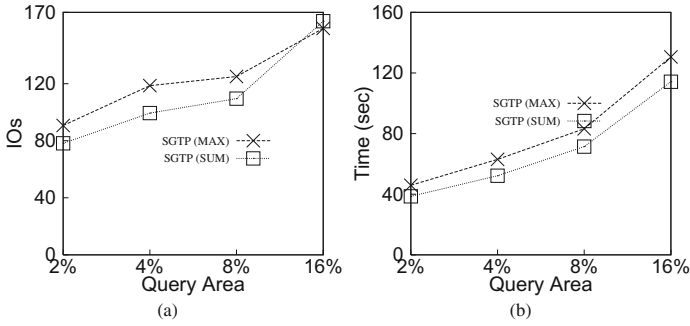 170
120
80
40
0
IOs
2%
4%
8%
16%
Query Area
SGTP (MAX)
SGTP (SUM)
(a)
160
120
80
40
0
Time (sec)
2%
4%
8%
16%
Query Area
SGTP (MAX)
SGTP (SUM)
(b)